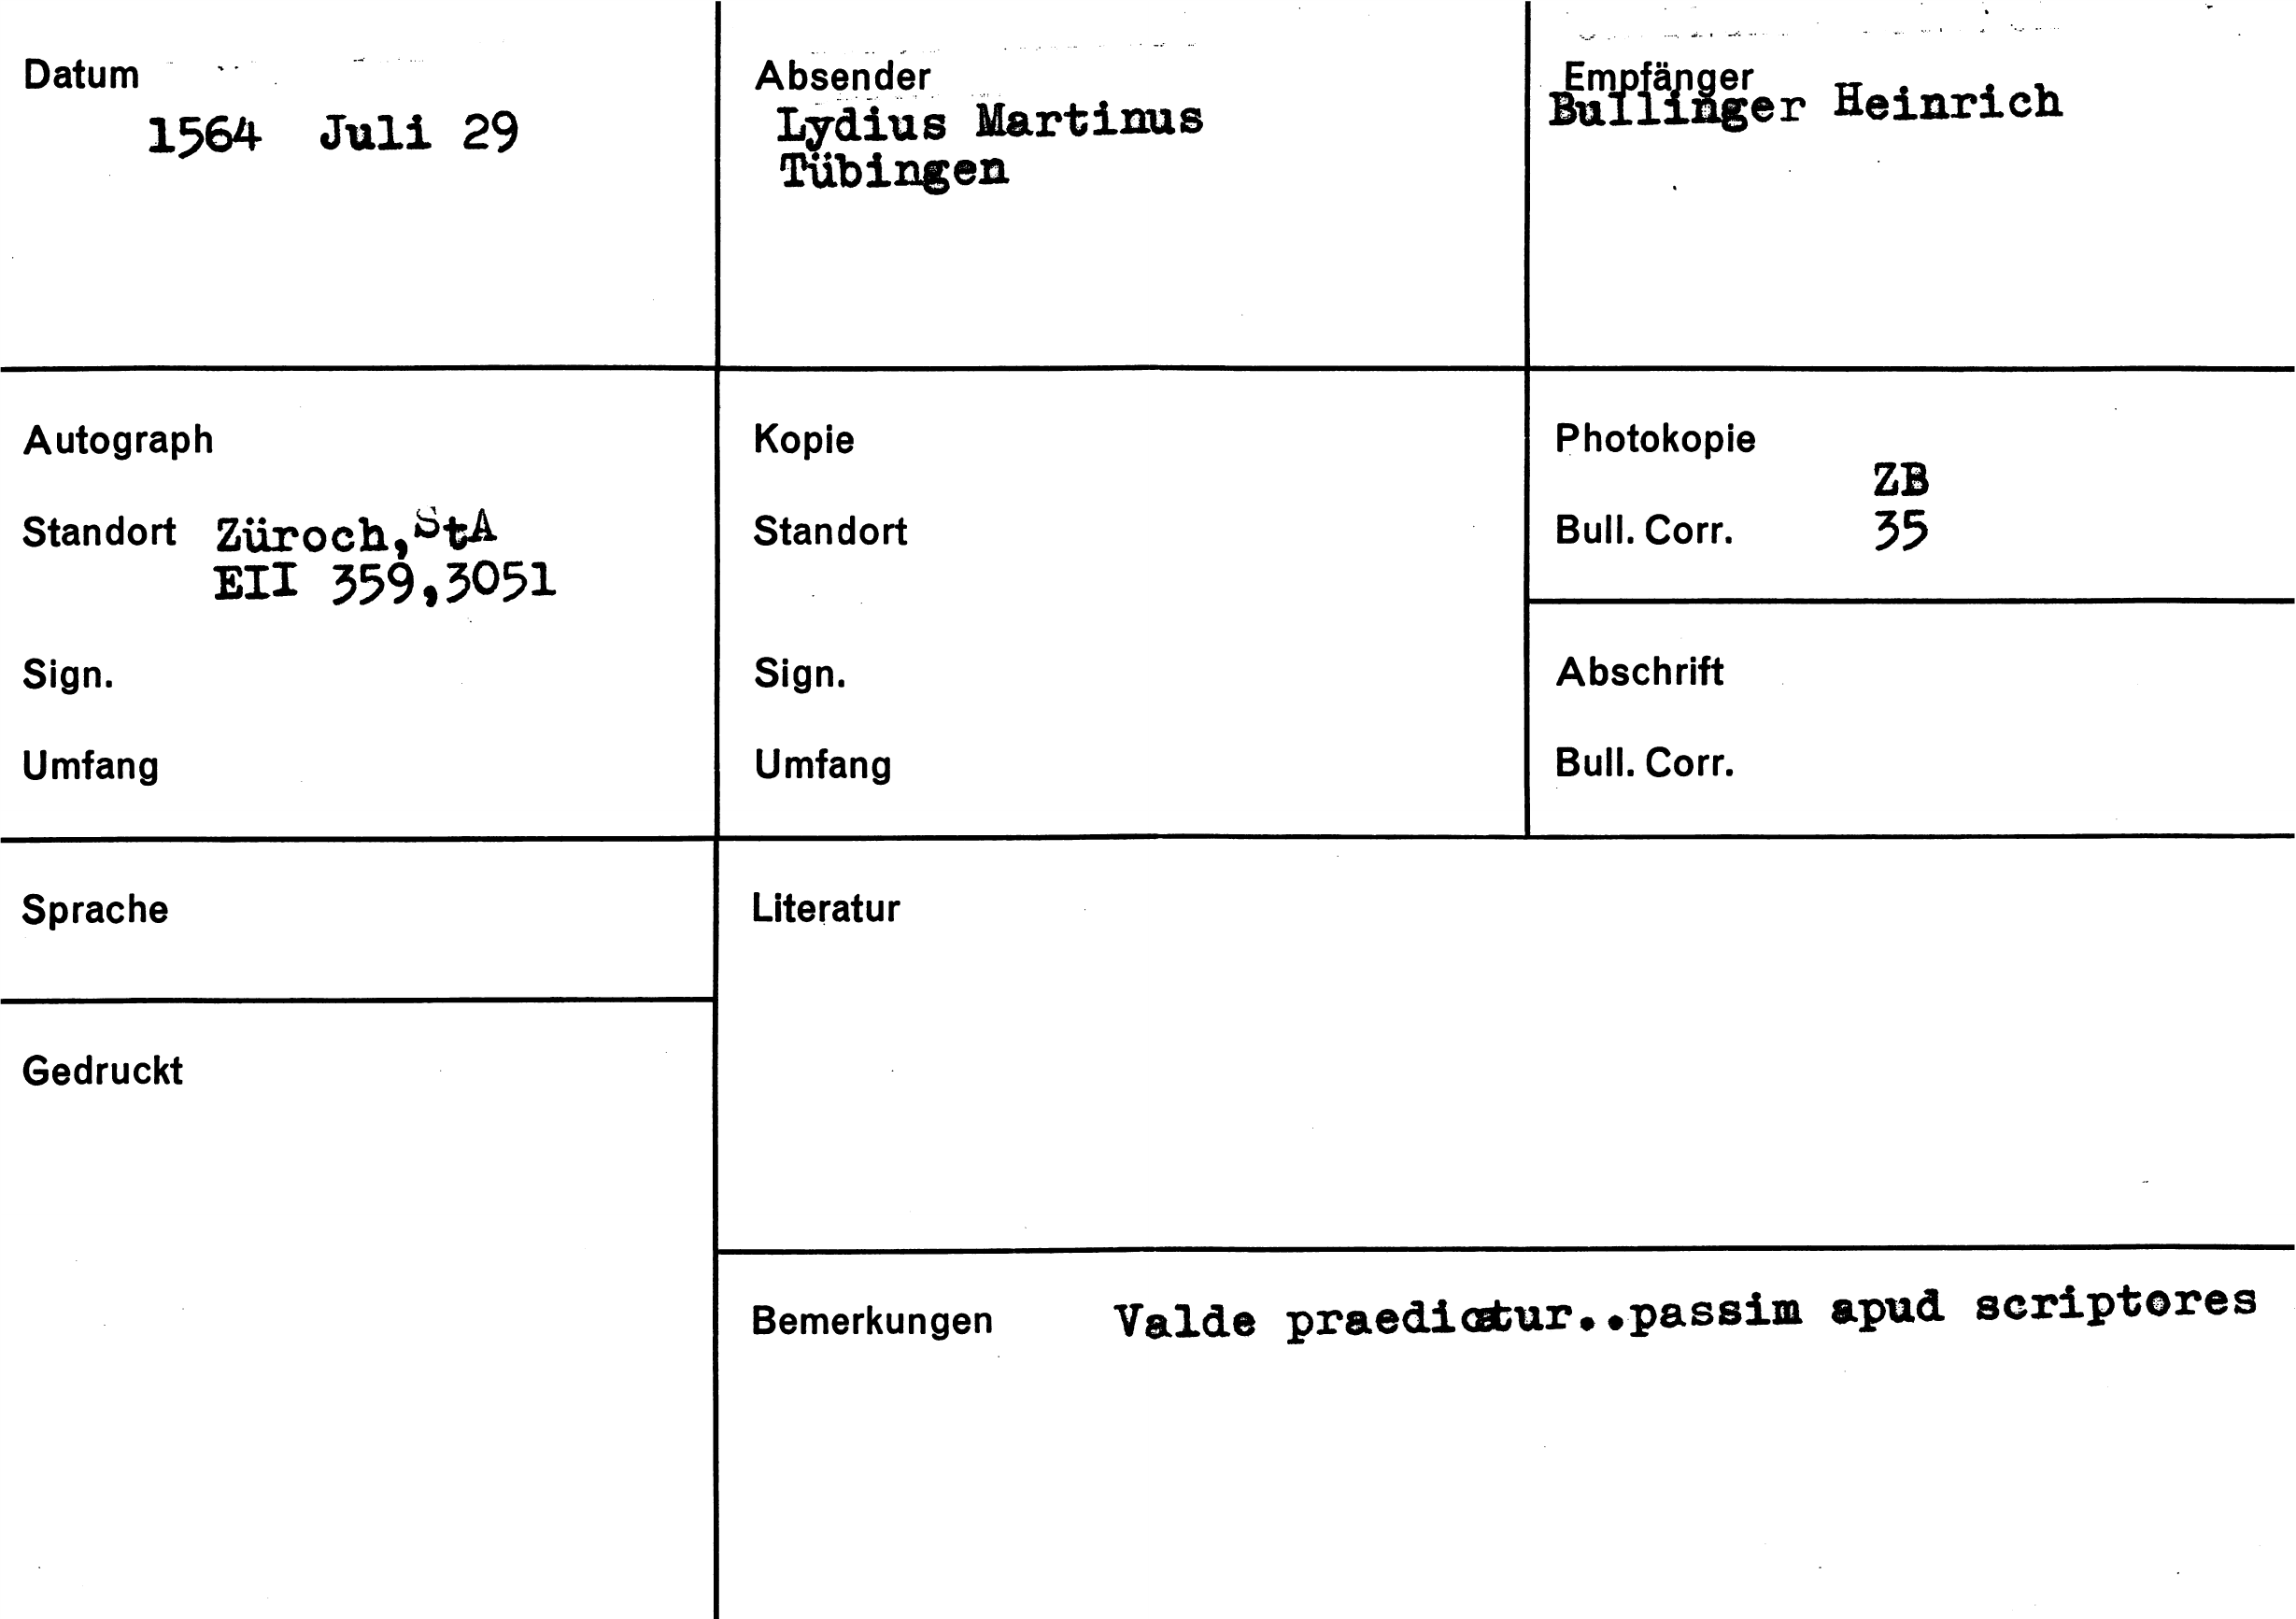 Datum
1564 Juli 29
Absender
Lydius Martinus
Tübingen
Empfänger
Bullinger Heinrich
Autograph
Standort Züroch, StA
EII 359,3051
Sign.
Umfang
Kopie
Standort
Sign.
Umfang
Photokopie
ZB
Bull. Corr. 35
Abschrift
Bull. Corr.
Sprache
Gedruckt
Literatur
Bemerkungen Valde praedicatur..passim apud scriptores